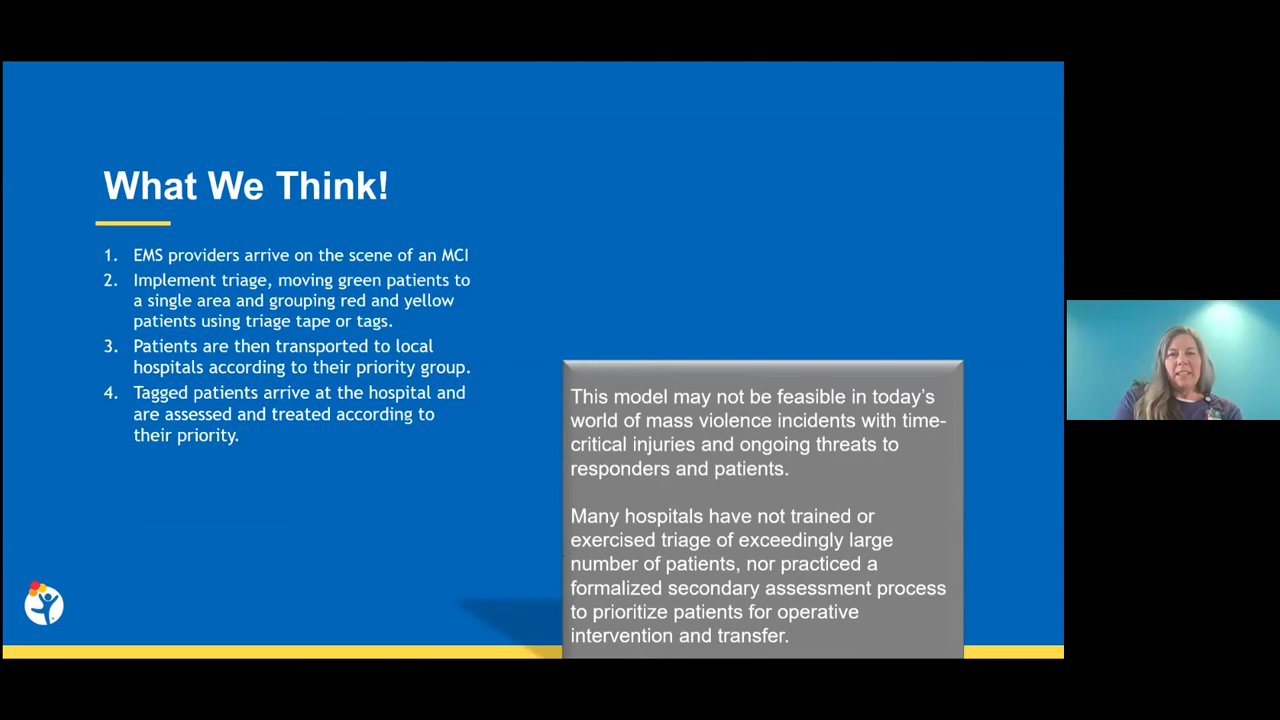 What We Think!
1. EMS providers arrive on the scene of an MCI
2. Implement triage, moving green patients to
a single area and grouping red and yellow
patients using triage tape or tags.
3. Patients are then transported to local
hospitals according to their priority group.
4. Tagged patients arrive at the hospital and
are assessed and treated according to
their priority.
This model may not be feasible in today’s
world of mass violence incidents with time-
critical injuries and ongoing threats to
responders and patients.
Many hospitals have not trained or
exercised triage of exceedingly large
number of patients, nor practiced a
formalized secondary assessment process
to prioritize patients for operative
intervention and transfer.